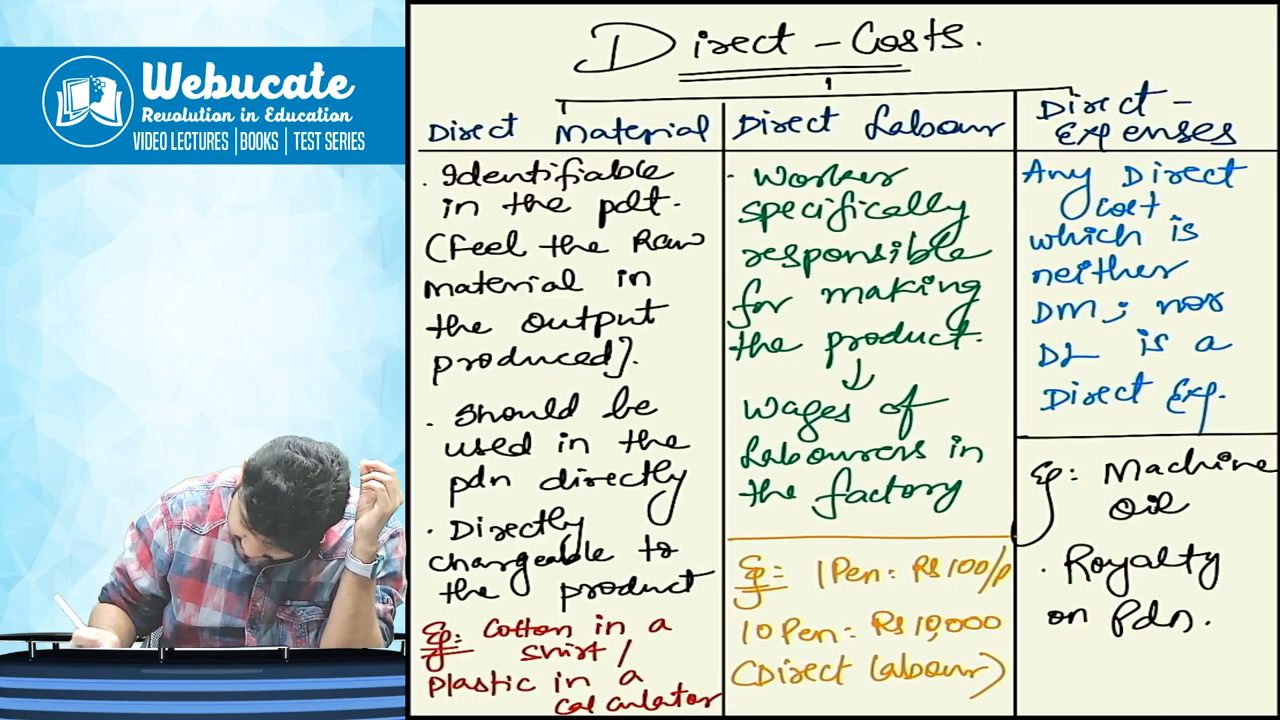 Webucate
Revolution in Education
VIDEO LECTURES | BOOKS | TEST SERIES
Direct - Costs.
Direct Material
. Identifiable
in the pdt.
(Feel the Raw
material in
the output
produced].
. Should be
used in the
pdn directly
. Directly
chargeable to
the product
Eg: Cotton in a
shirt /
plastic in a
calculator
Direct Labour
. Worker
specifically
responsible
for making
the product.
↓
Wages of
Labourers in
the factory
Eg: 1 Pen: Rs 100/p
10 Pen: Rs 10,000
(Direct Labour)
Direct -
Expenses
Any Direct
cost
which is
neither
DM; nor
DL is a
Direct Exp.
Eg: Machine
Oil
. Royalty
on Pdn.